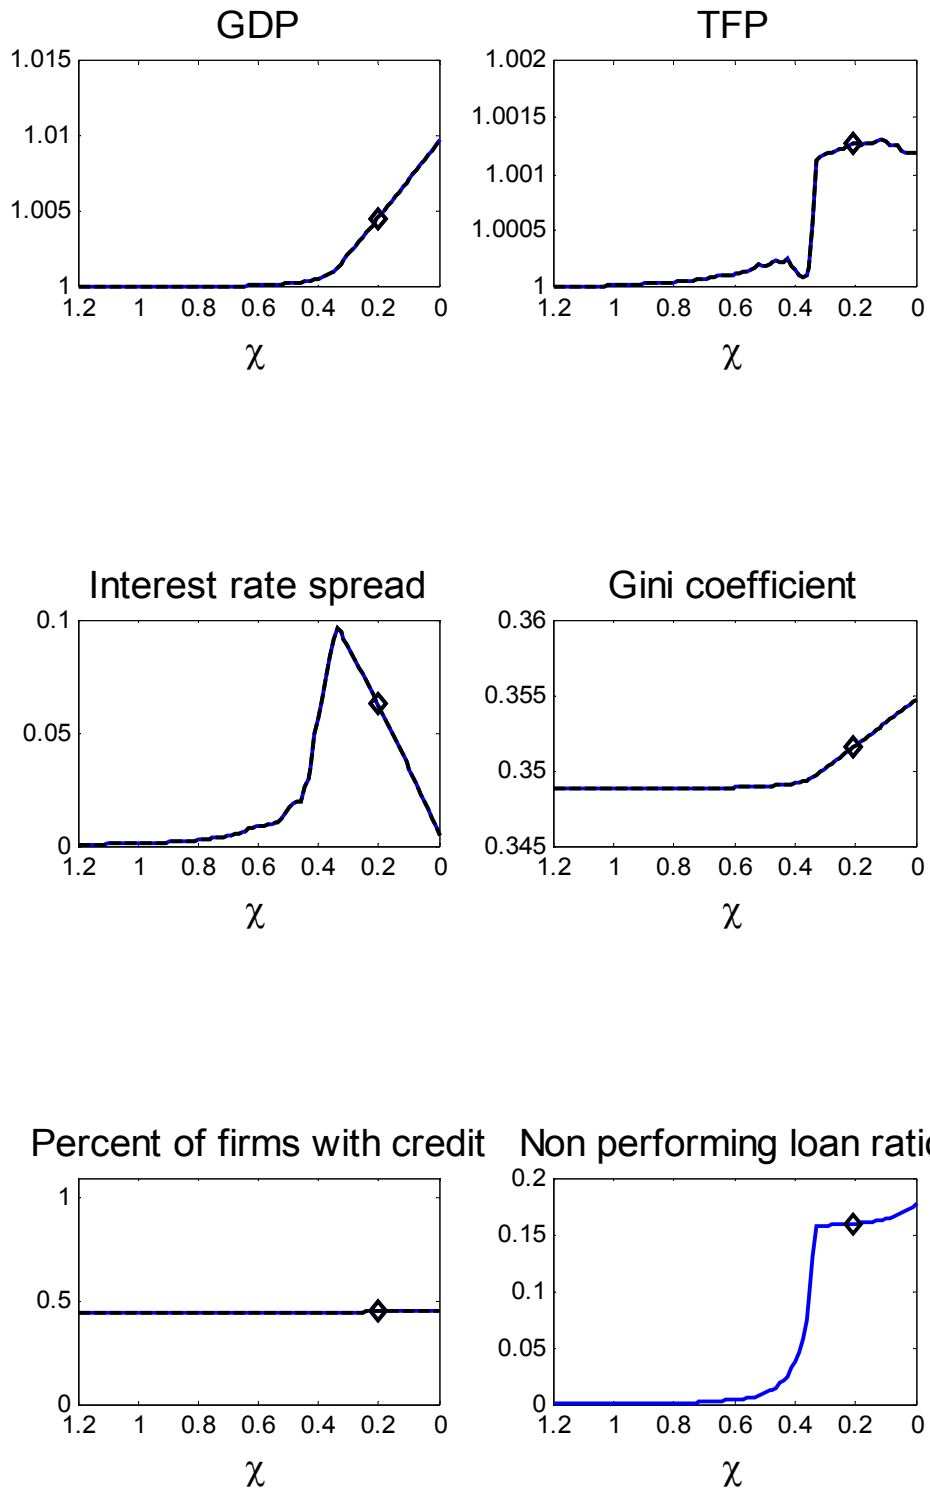 GDP
TFP
1.015
1.01
1.005
1
1.2 1 0.8 0.6 0.4 0.2 0
χ
1.002
1.0015
1.001
1.0005
1
1.2 1 0.8 0.6 0.4 0.2 0
χ
Interest rate spread
Gini coefficient
0.1
0.05
0
1.2 1 0.8 0.6 0.4 0.2 0
χ
0.36
0.355
0.35
0.345
1.2 1 0.8 0.6 0.4 0.2 0
χ
Percent of firms with credit
Non performing loan ratio
1
0.5
0
1.2 1 0.8 0.6 0.4 0.2 0
χ
0.2
0.15
0.1
0.05
0
1.2 1 0.8 0.6 0.4 0.2 0
χ